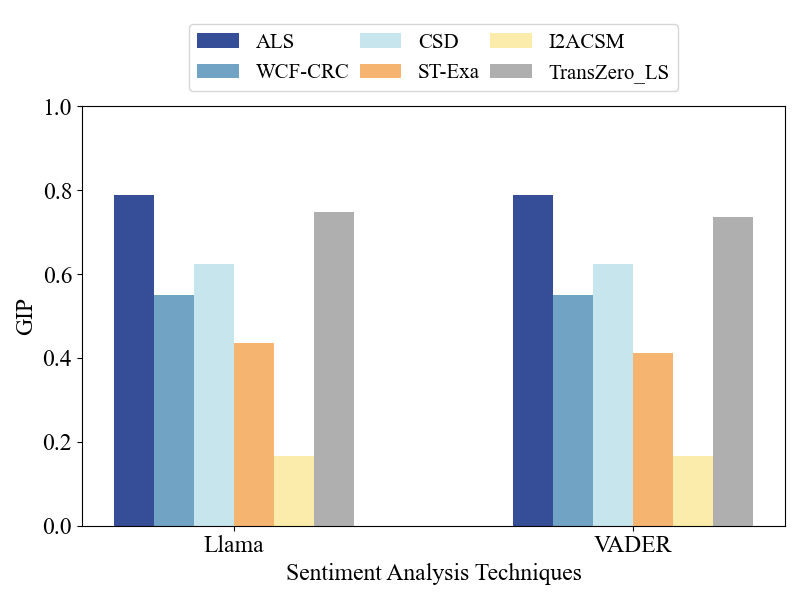 ALS CSD I2ACSM
WCF-CRC ST-Exa TransZero_LS
1.0
0.8
0.6
0.4
0.2
0.0
GIP
Llama VADER
Sentiment Analysis Techniques